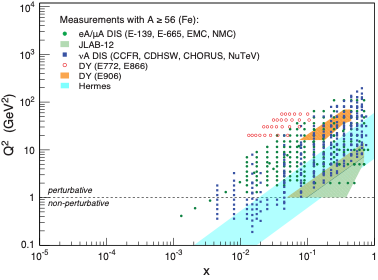 Measurements with A ≥ 56 (Fe):
eA/μA DIS (E-139, E-665, EMC, NMC)
JLAB-12
νA DIS (CCFR, CDHSW, CHORUS, NuTeV)
DY (E772, E866)
DY (E906)
Hermes
Q² (GeV²)
10⁴
10³
10²
10
1
0.1
perturbative
non-perturbative
10⁻⁵ 10⁻⁴ 10⁻³ 10⁻² 10⁻¹ 1
x